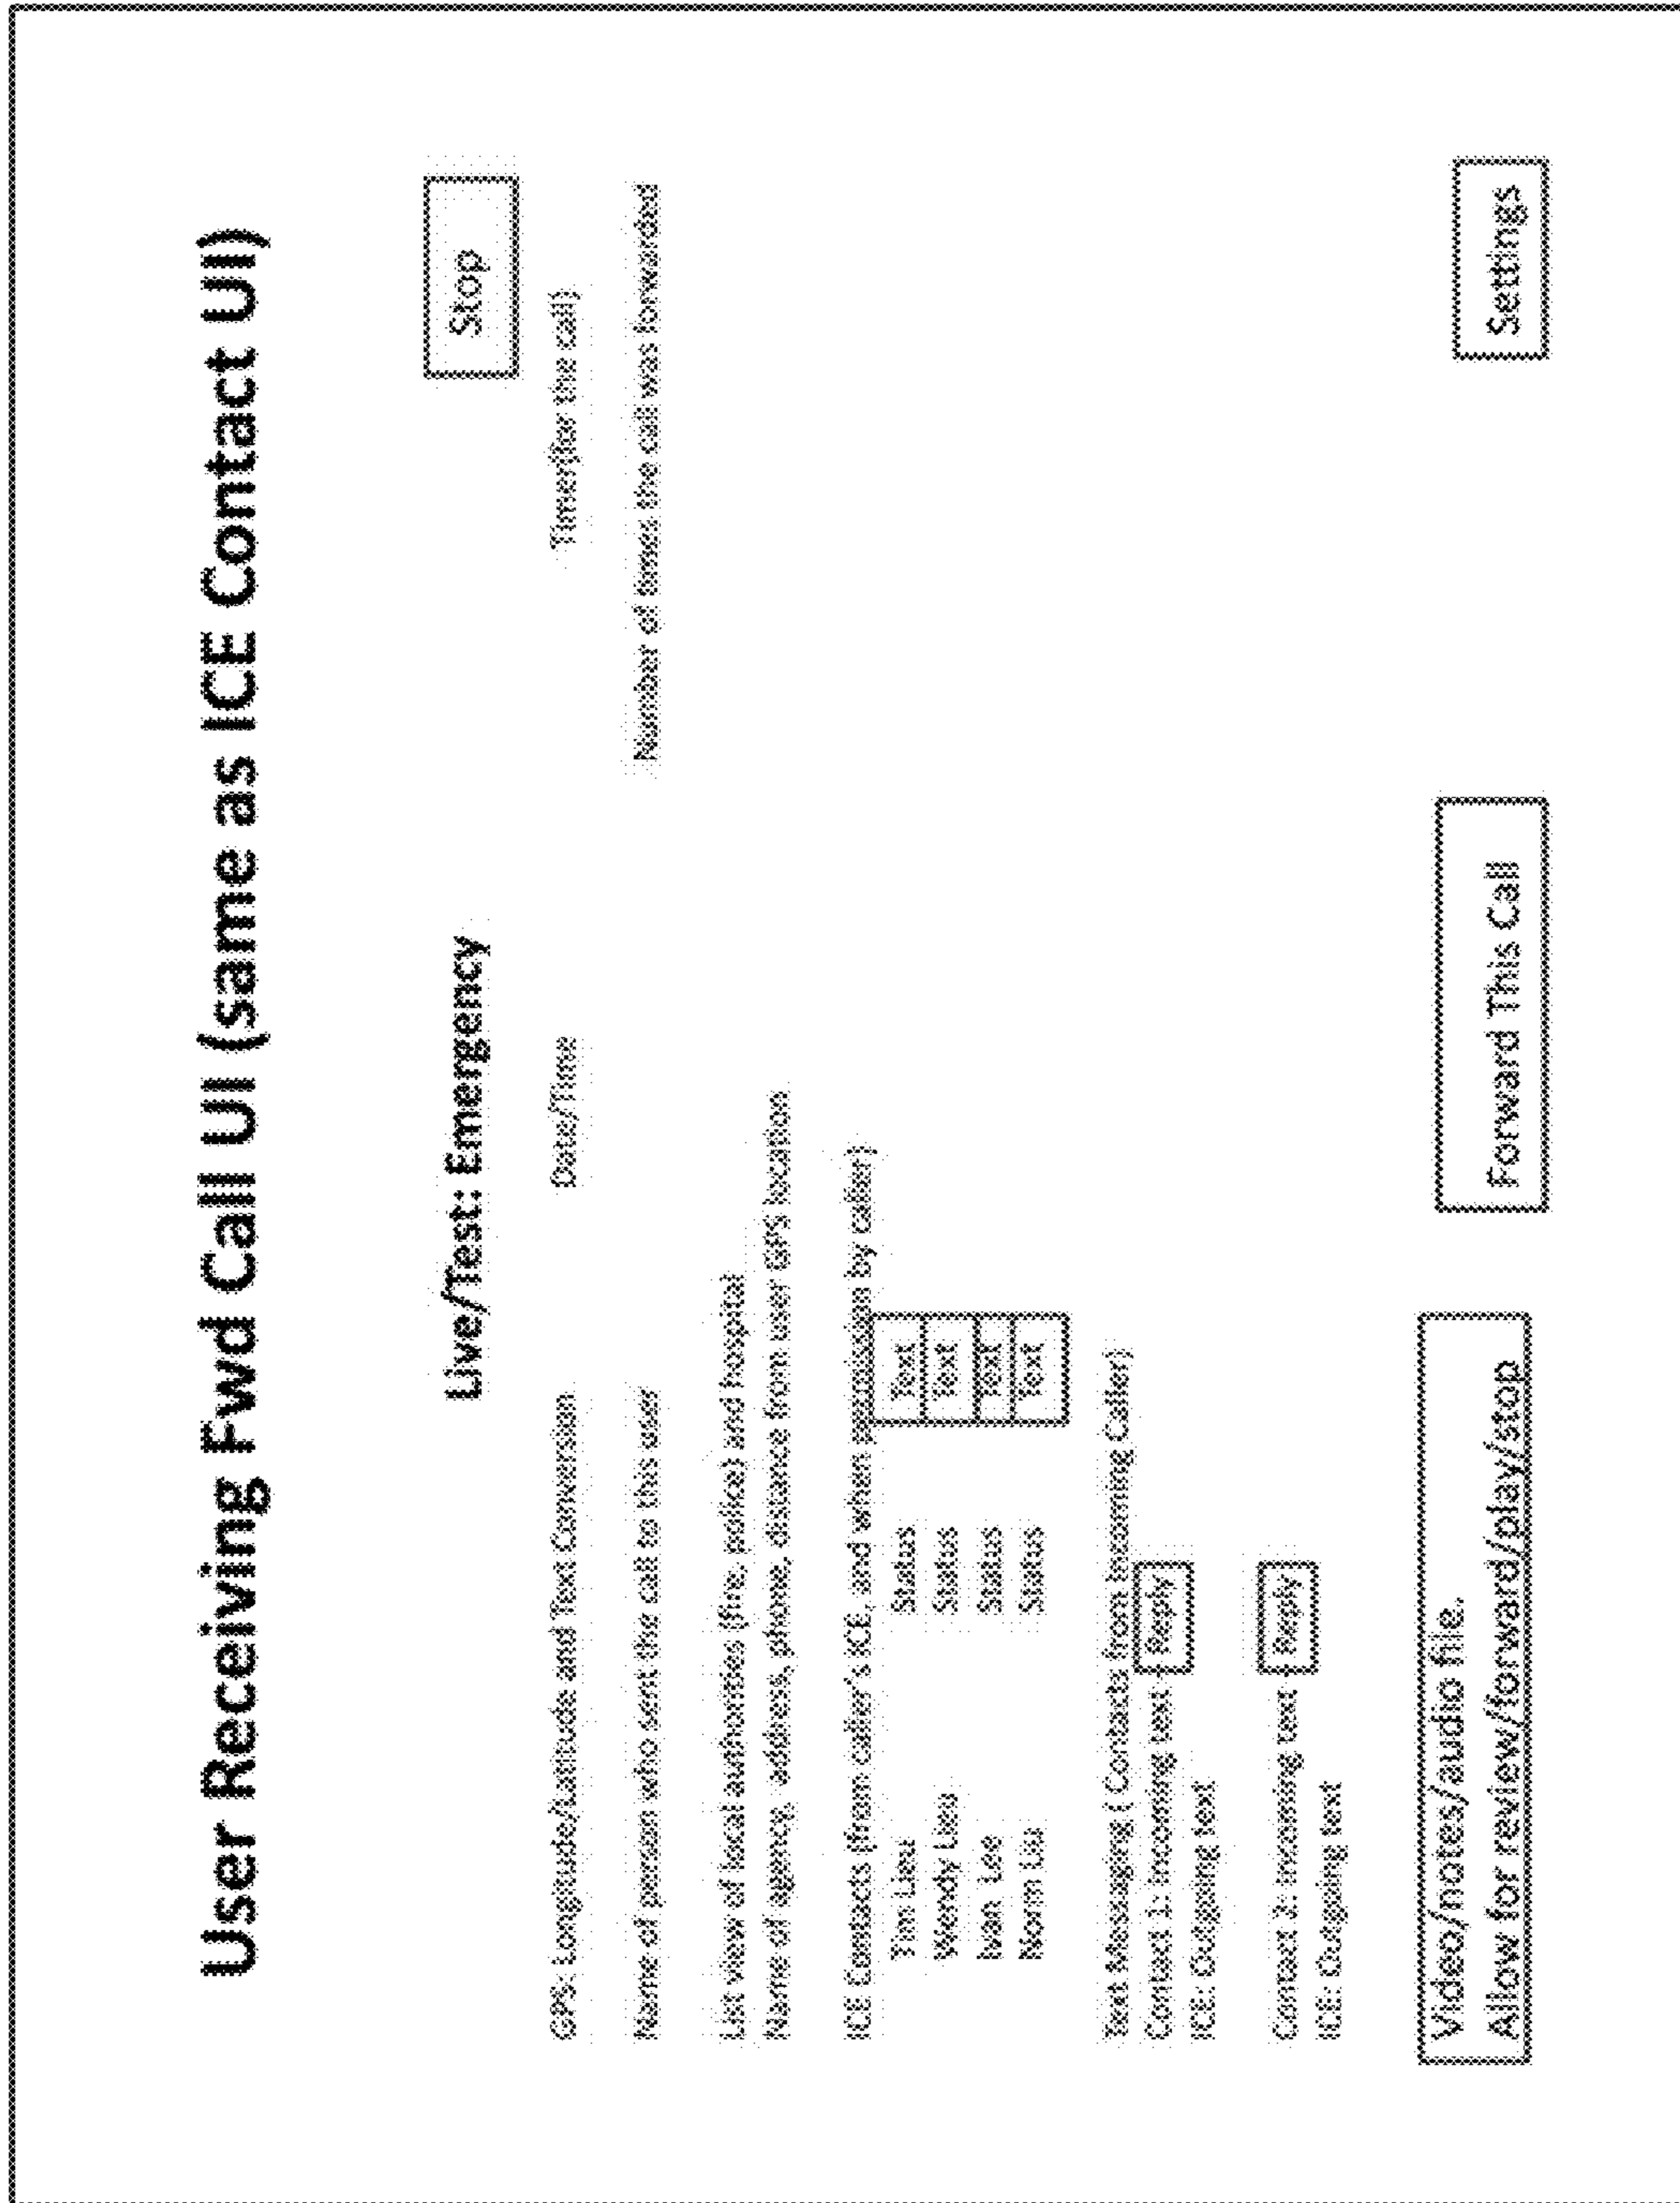 User Receiving Fwd Call UI (same as ICE Contact UI)
Live/Test: Emergency
Stop
GPS: Longitude/Latitude and Text Conversion
Date/Time
Timer(for the call)
Name of person who sent the call to this user
Number of times the call was forwarded
List view of local authorities (fire, police) and hospital
Name of agency, address, phone, distance from user GPS location
ICE Contacts (from caller's ICE, and when permission by caller)
Tim Lieu Status Text
Wendy Lieu Status Text
Ivan Lee Status Text
Norm Liu Status Text
Text Messaging ( Contacts from Incoming Caller)
Contact 1: Incoming text - Reply
ICE: Outgoing text
Contact 2: Incoming text - Reply
ICE: Outgoing text
Video/notes/audio file.
Allow for review/forward/play/stop
Forward This Call
Settings